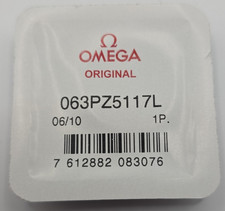 Ω
OMEGA
ORIGINAL
063PZ5117L
06/10 1P.
7 612882 083076